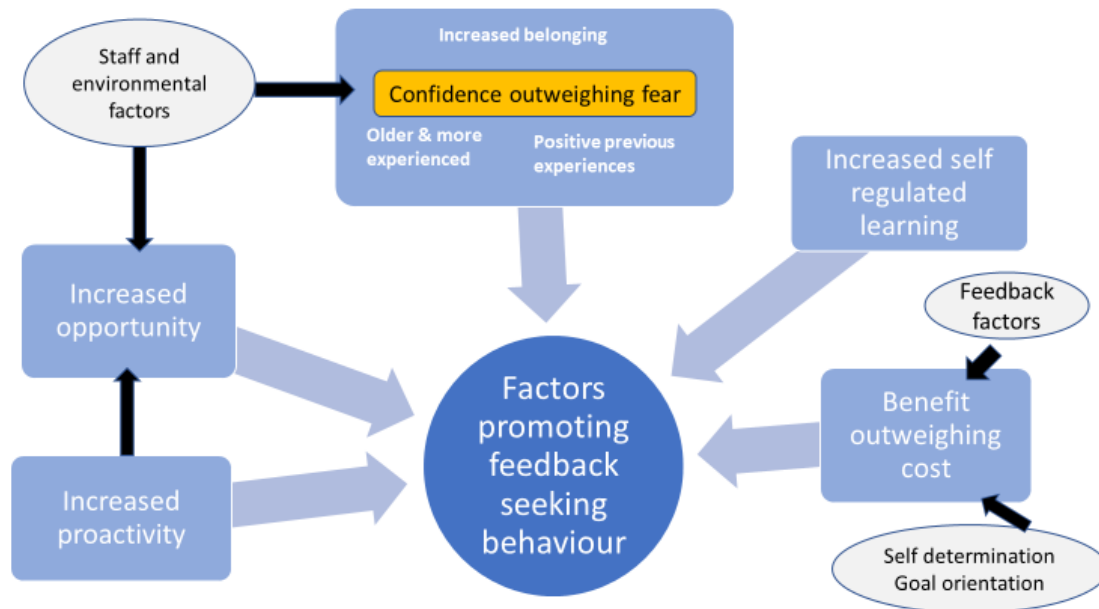 Staff and
environmental
factors
Increased belonging
Confidence outweighing fear
Older & more
experienced
Positive previous
experiences
Increased self
regulated
learning
Increased
opportunity
Feedback
factors
Factors
promoting
feedback
seeking
behaviour
Benefit
outweighing
cost
Increased
proactivity
Self determination
Goal orientation